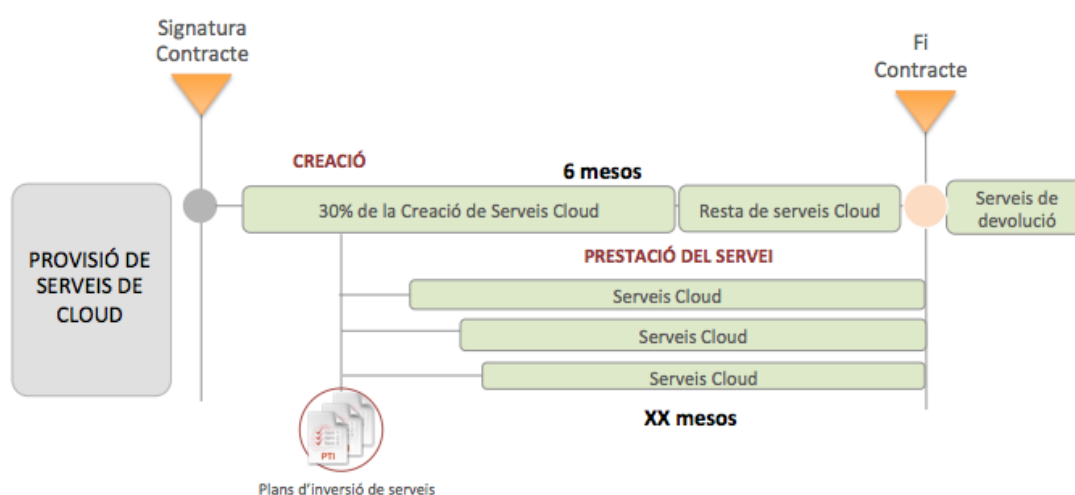 Signatura
Contracte
Fi
Contracte
CREACIÓ
6 mesos
30% de la Creació de Serveis Cloud
Resta de serveis Cloud
Serveis de
devolució
PROVISIÓ DE
SERVEIS DE
CLOUD
PRESTACIÓ DEL SERVEI
Serveis Cloud
Serveis Cloud
Serveis Cloud
XX mesos
PTI
Plans d'inversió de serveis